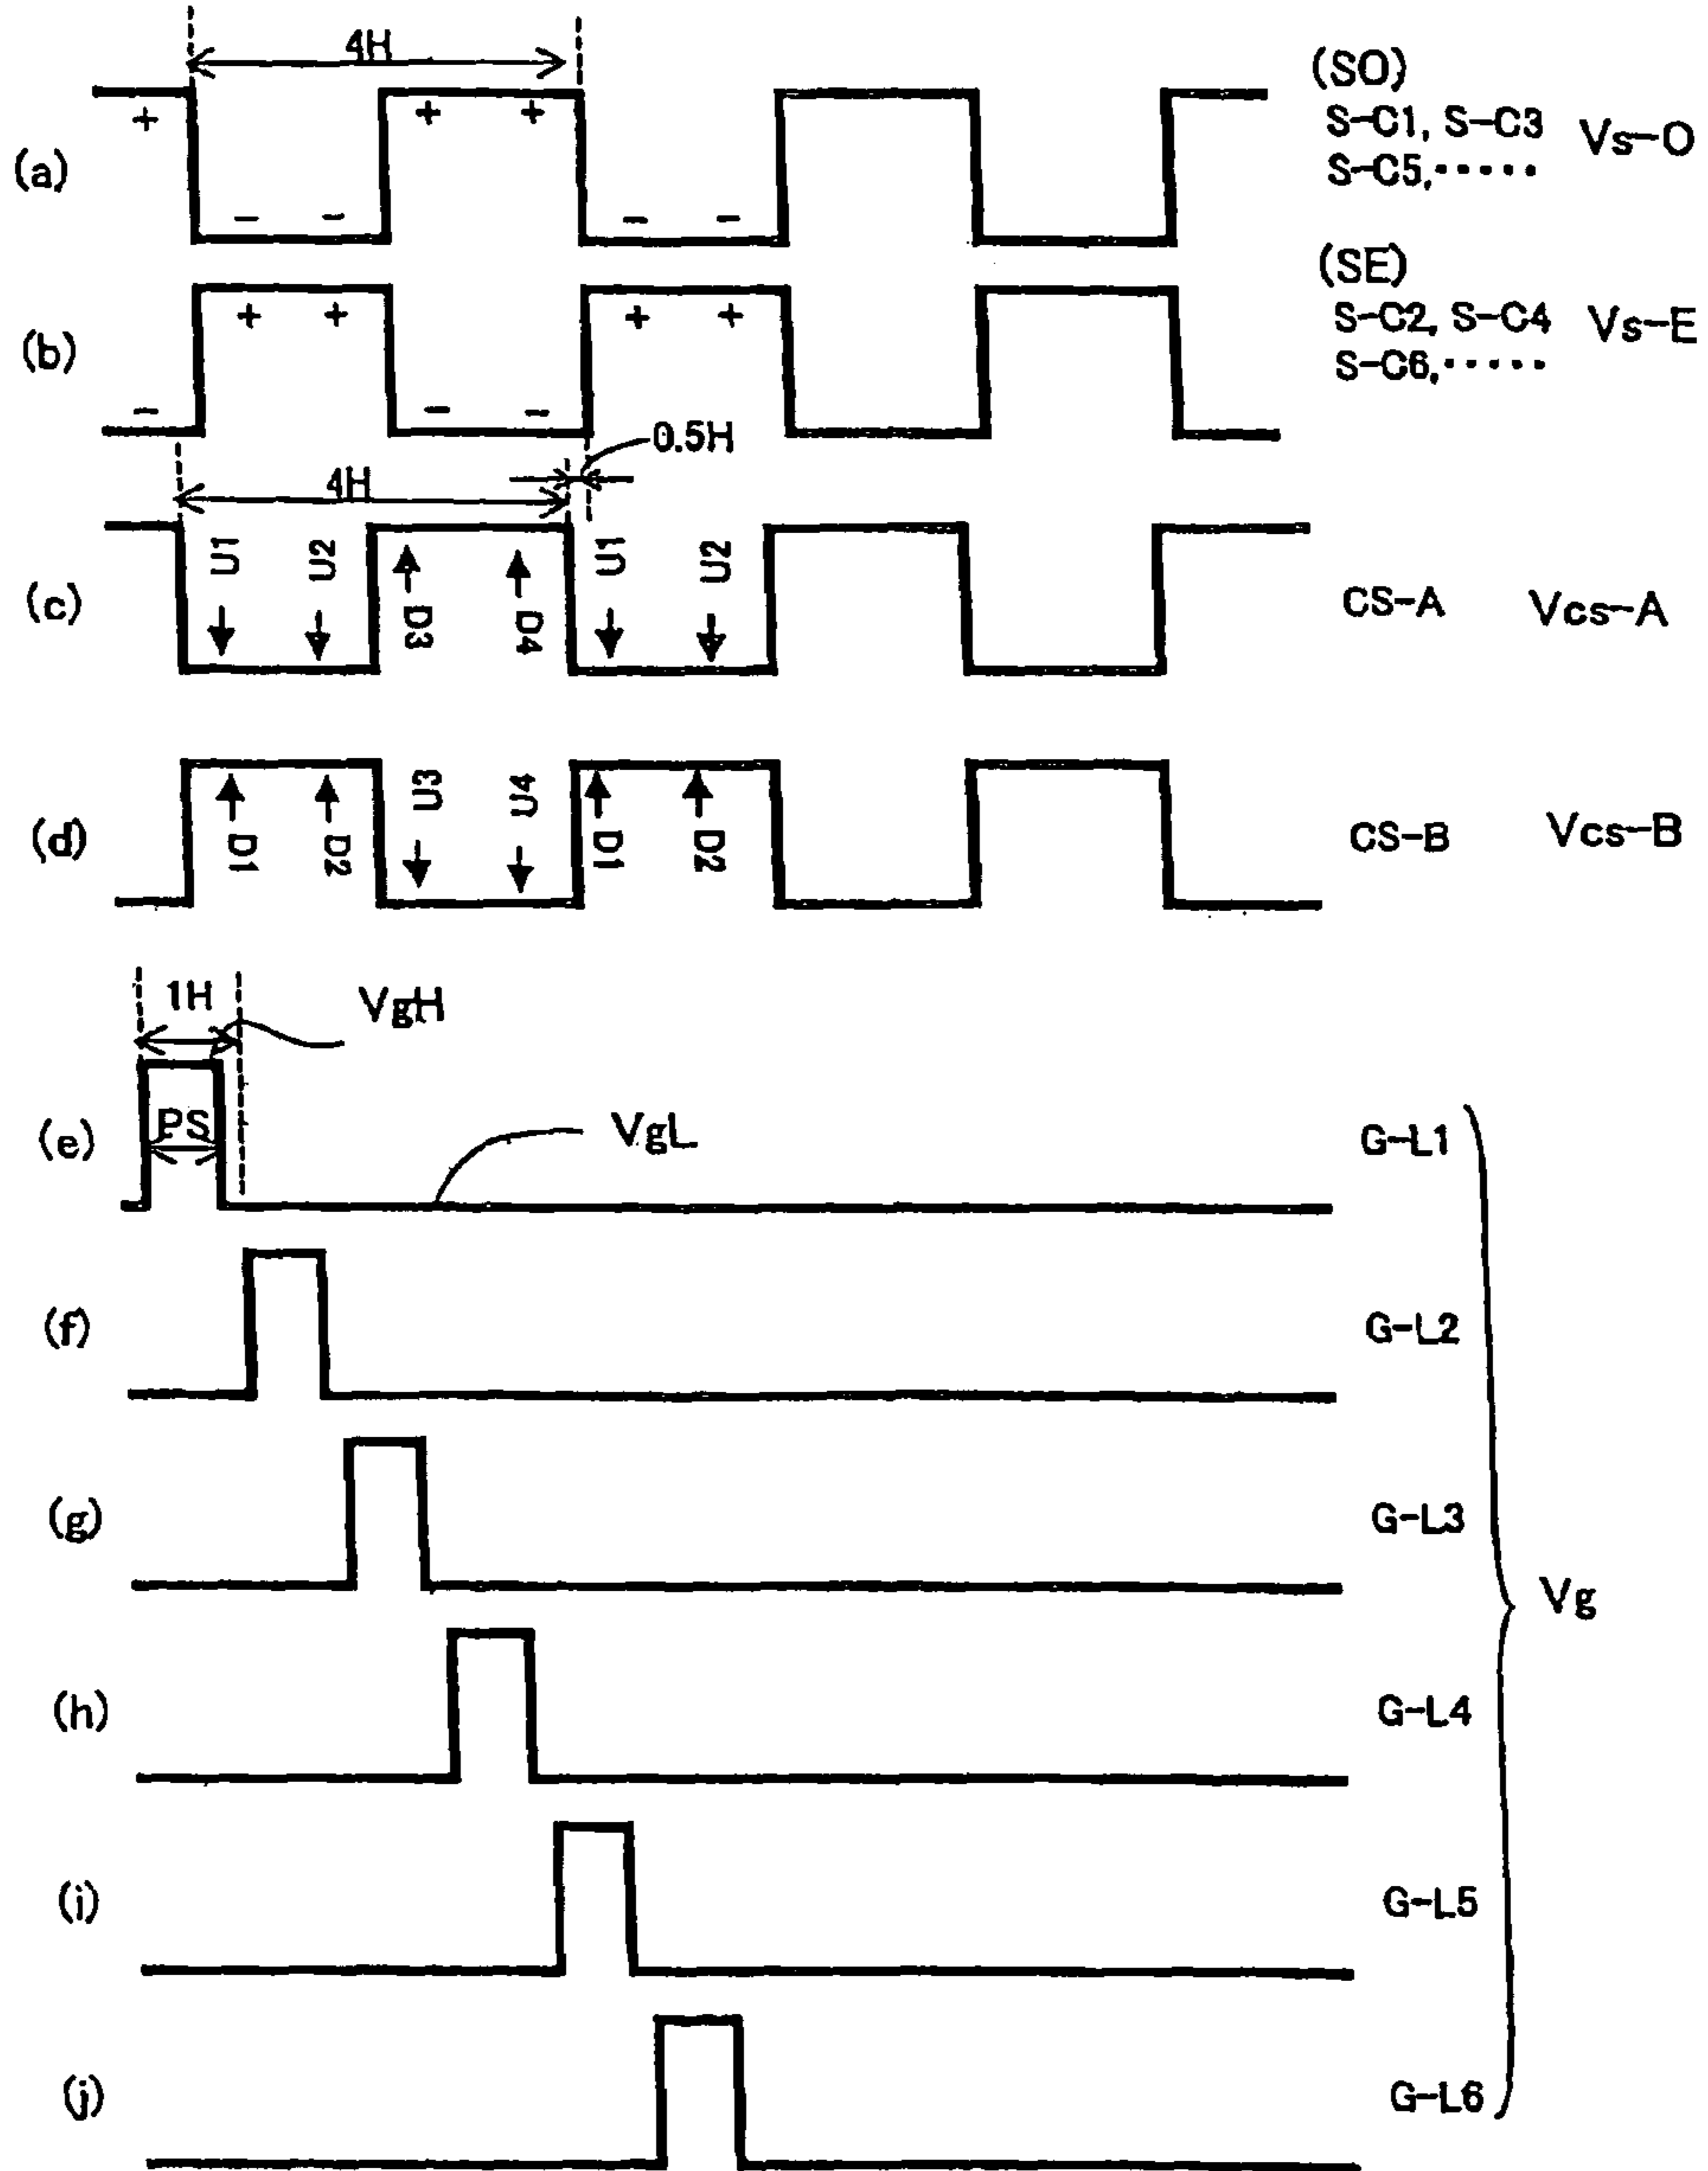 4H
(SO)
S-C1, S-C3
S-C5, ·····
Vs-O
(a)
+ + +
- - - -
(SE)
S-C2, S-C4
S-C6, ·····
Vs-E
(b)
+ + + +
- - -
0.5H
4H
(c)
U1 U2 U1 U2
D3 D4
CS-A
Vcs-A
(d)
U3 U4
D1 D2 D1 D2
CS-B
Vcs-B
1H
VgH
PS
VgL
(e)
G-L1
(f)
G-L2
(g)
G-L3
Vg
(h)
G-L4
(i)
G-L5
(j)
G-L6